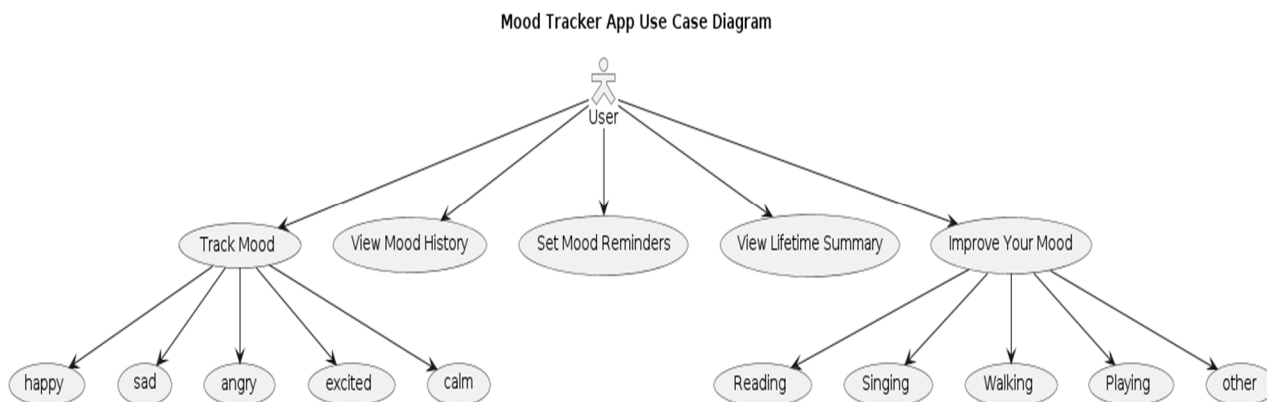 Mood Tracker App Use Case Diagram
User
Track Mood
View Mood History
Set Mood Reminders
View Lifetime Summary
Improve Your Mood
happy
sad
angry
excited
calm
Reading
Singing
Walking
Playing
other